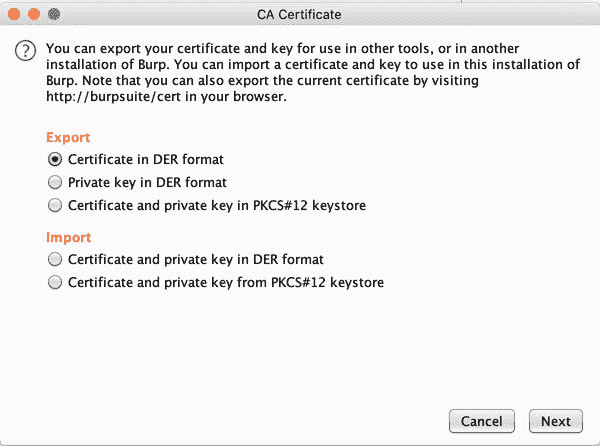 CA Certificate
You can export your certificate and key for use in other tools, or in another
installation of Burp. You can import a certificate and key to use in this installation of
Burp. Note that you can also export the current certificate by visiting
http://burpsuite/cert in your browser.
Export
Certificate in DER format
Private key in DER format
Certificate and private key in PKCS#12 keystore
Import
Certificate and private key in DER format
Certificate and private key from PKCS#12 keystore
Cancel Next